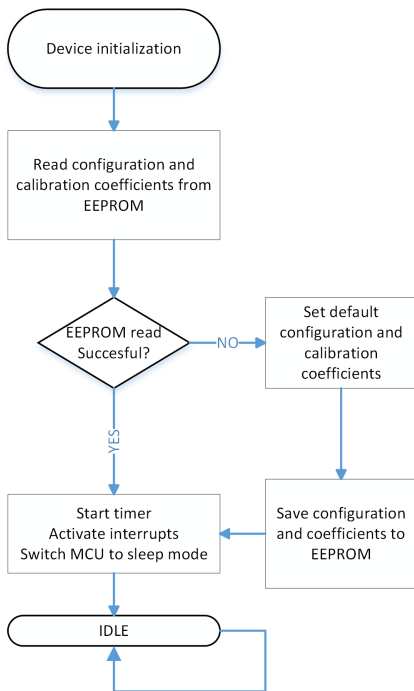 Device initialization
Read configuration and
calibration coefficients from
EEPROM
EEPROM read
Succesful?
NO
Set default
configuration and
calibration
coefficients
YES
Start timer
Activate interrupts
Switch MCU to sleep mode
Save configuration
and coefficients to
EEPROM
IDLE